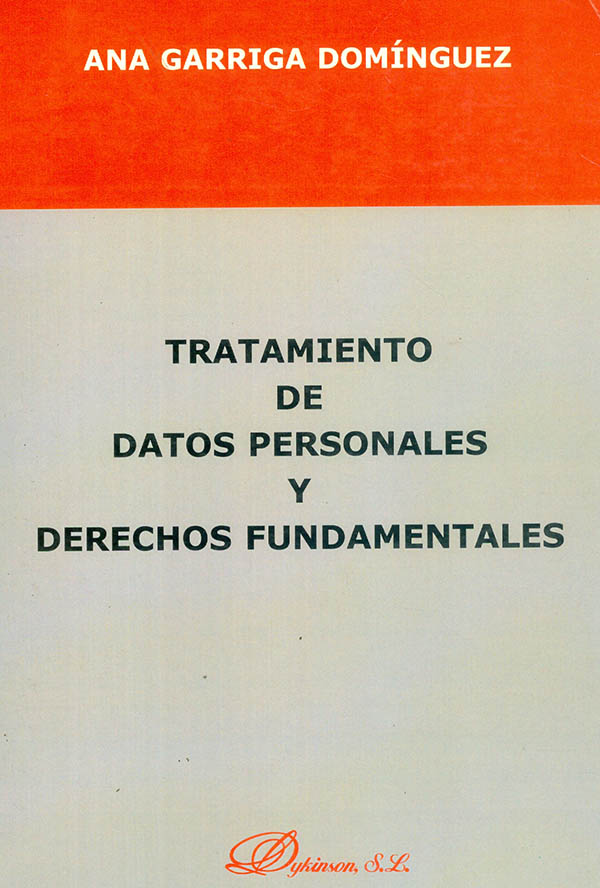 ANA GARRIGA DOMÍNGUEZ
TRATAMIENTO
DE
DATOS PERSONALES
Y
DERECHOS FUNDAMENTALES
Dykinson, S.L.